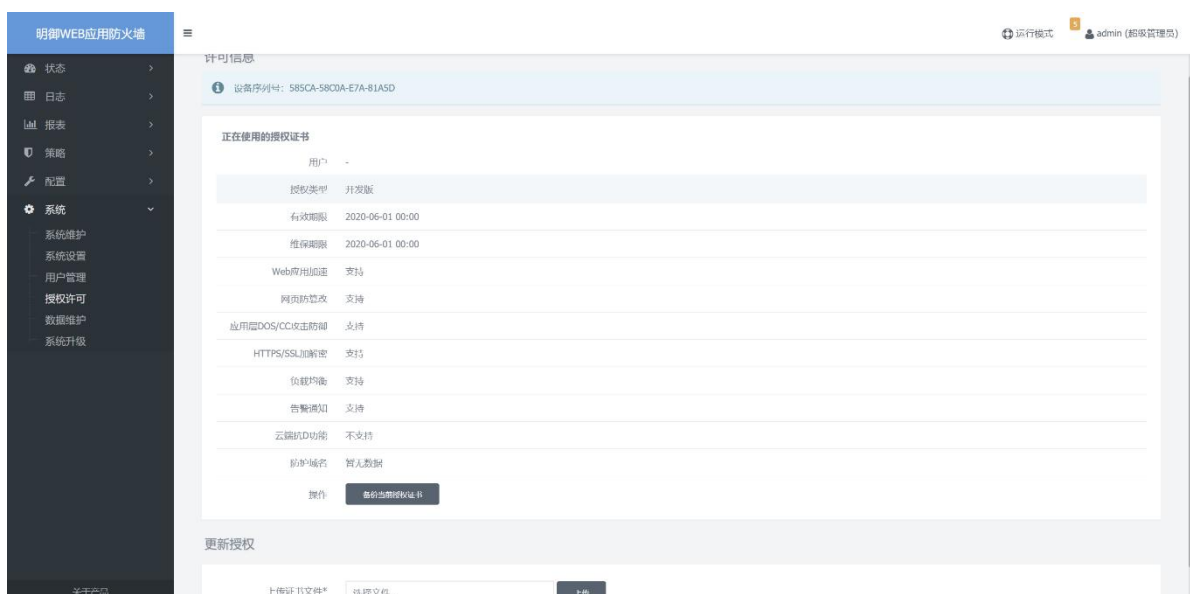 明御WEB应用防火墙
运行模式
5
admin (超级管理员)
状态
日志
报表
策略
配置
系统
系统维护
系统设置
用户管理
授权许可
数据维护
系统升级
关于产品
许可信息
设备序列号: 585CA-58C0A-E7A-81A5D
正在使用的授权证书
用户 -
授权类型 开发版
有效期限 2020-06-01 00:00
维保期限 2020-06-01 00:00
Web应用加速 支持
网页防篡改 支持
应用层DOS/CC攻击防御 支持
HTTPS/SSL加解密 支持
负载均衡 支持
告警通知 支持
云端抗D功能 不支持
防护域名 暂无数据
操作 备份当前授权证书
更新授权
上传证书文件* 选择文件... 上传